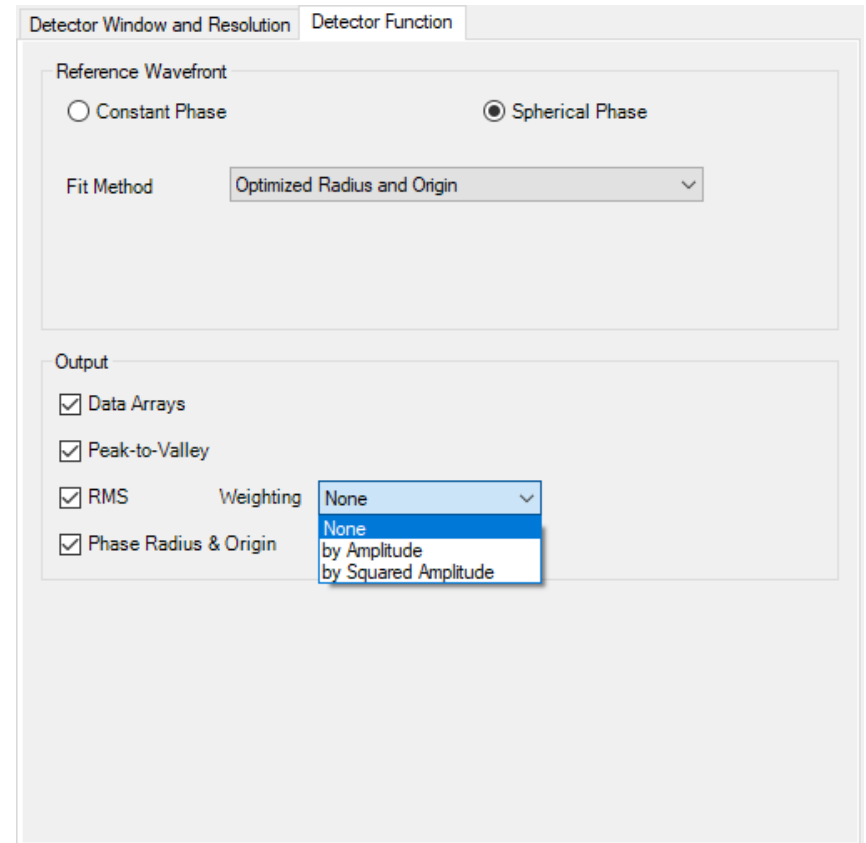 Detector Window and Resolution Detector Function
Reference Wavefront
Constant Phase Spherical Phase
Fit Method Optimized Radius and Origin
Output
Data Arrays
Peak-to-Valley
RMS Weighting None
None
Phase Radius & Origin by Amplitude
by Squared Amplitude